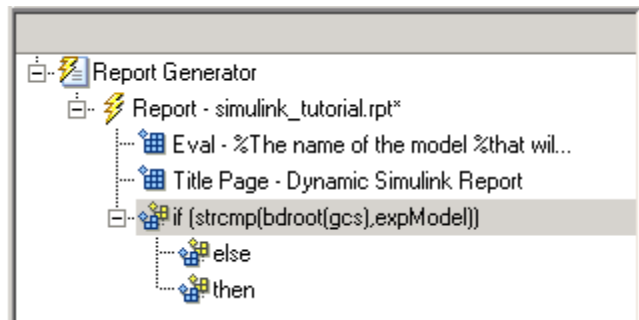 Report Generator
Report - simulink_tutorial.rpt*
Eval - %The name of the model %that wil...
Title Page - Dynamic Simulink Report
if (strcmp(bdroot(gcs),expModel))
else
then